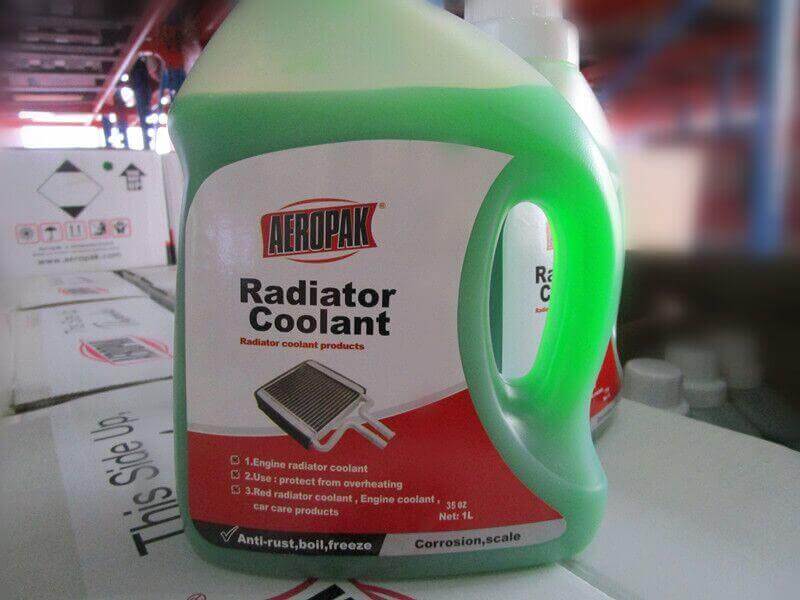 AEROPAK®
Radiator
Coolant
Radiator coolant products
1.Engine radiator coolant
2.Use : protect from overheating
3.Red radiator coolant , Engine coolant ,
car care products
35 oz
Net: 1L
Anti-rust,boil,freeze
Corrosion,scale
www.aeropak.com
This Side Up,
Ra
C